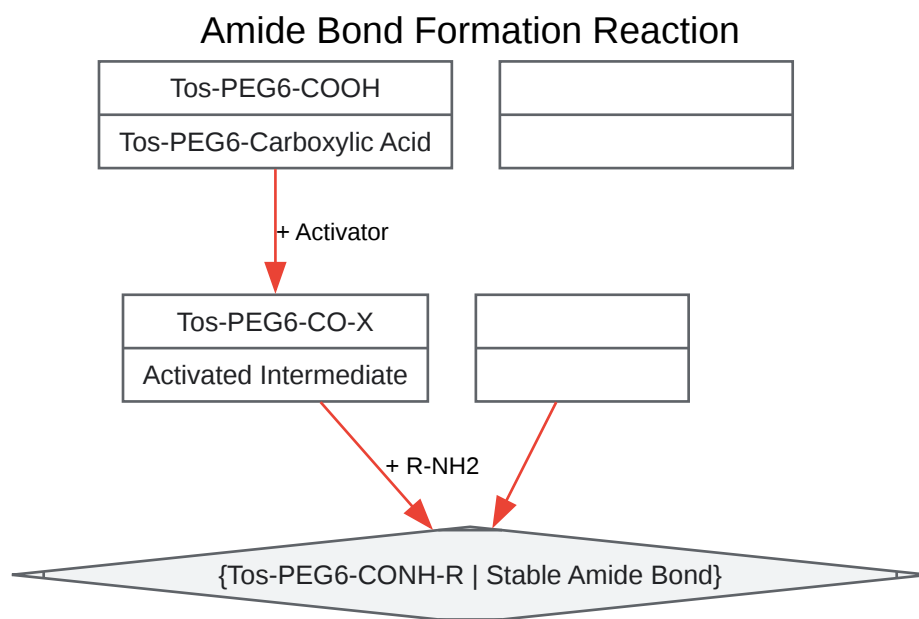 Amide Bond Formation Reaction
Tos-PEG6-COOH
Tos-PEG6-Carboxylic Acid
+ Activator
Tos-PEG6-CO-X
Activated Intermediate
+ R-NH2
{Tos-PEG6-CONH-R | Stable Amide Bond}